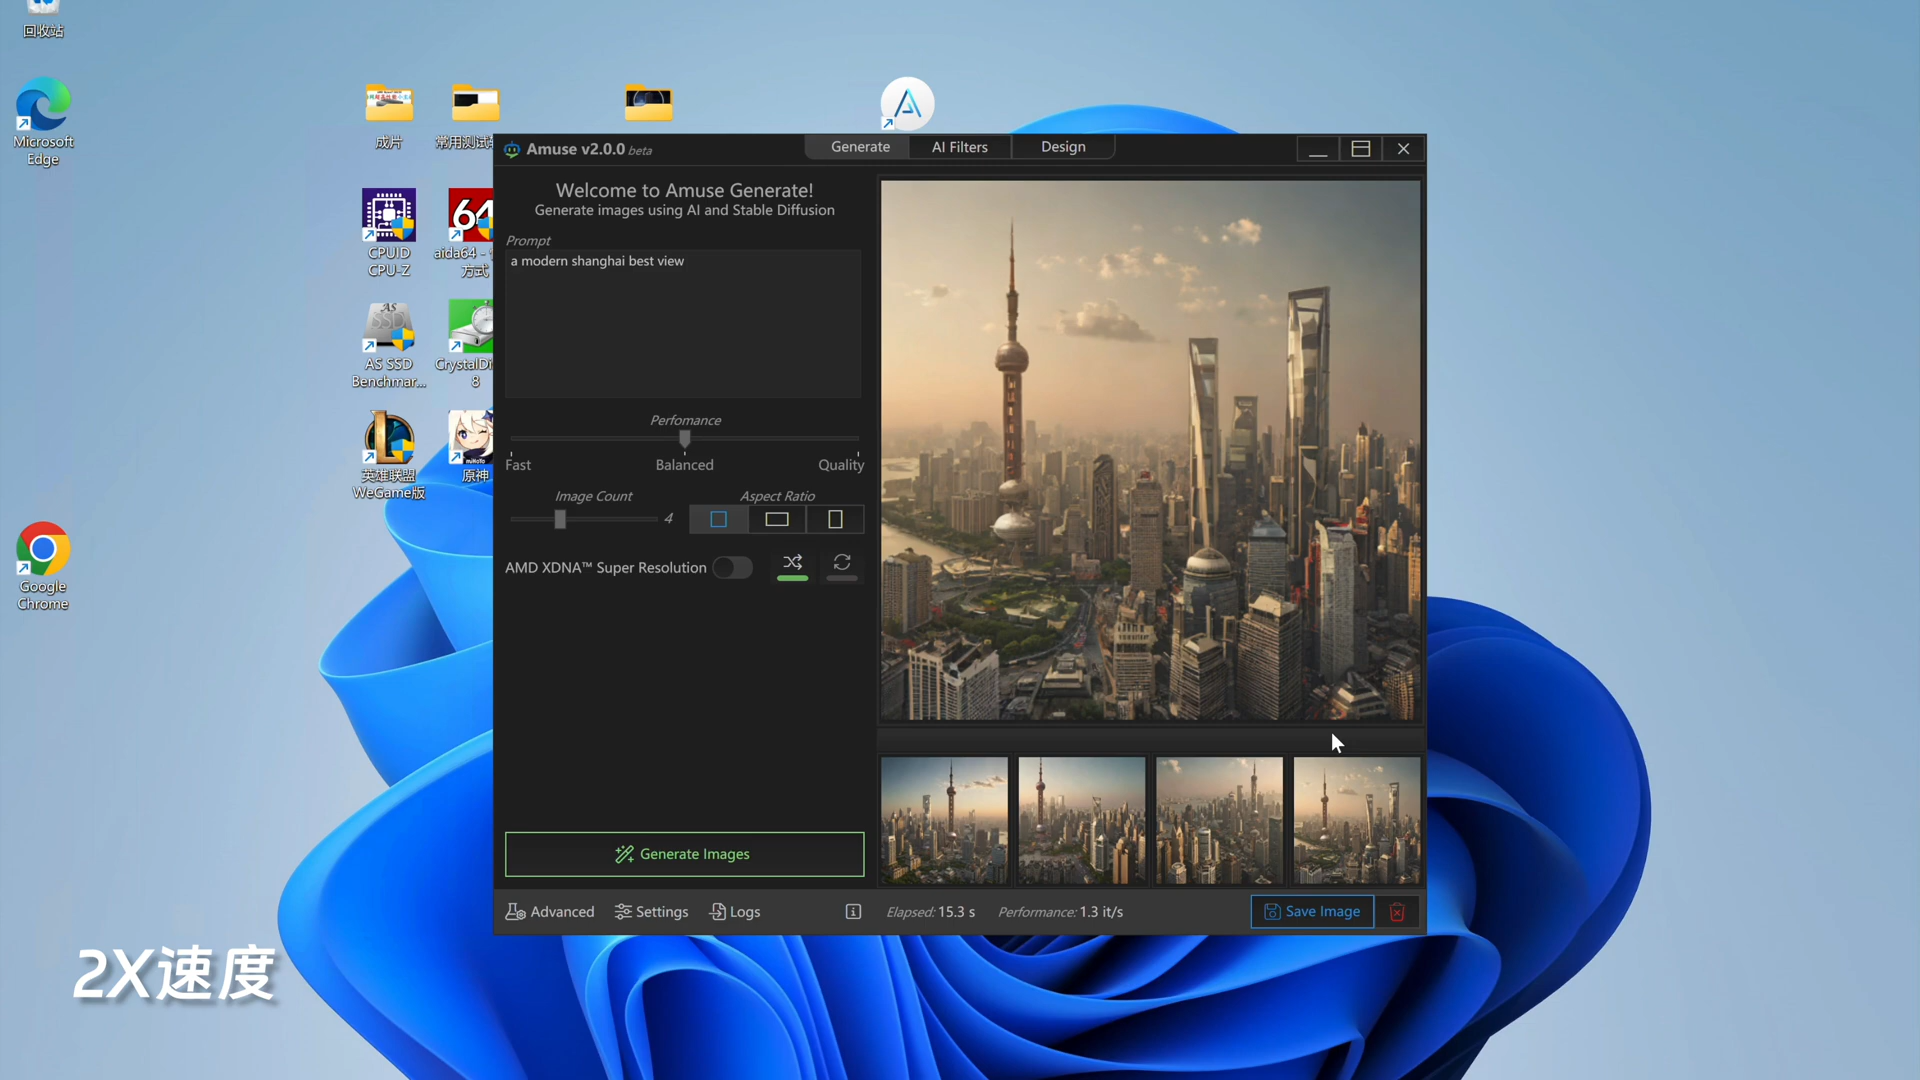 回收站
Microsoft
Edge
成片
常用测试
CPUID
CPU-Z
aida64 -
方式
AS SSD
Benchmar...
CrystalDi
8
英雄联盟
WeGame版
原神
Google
Chrome
Amuse v2.0.0 beta
Generate
AI Filters
Design
Welcome to Amuse Generate!
Generate images using AI and Stable Diffusion
Prompt
a modern shanghai best view
Perfomance
Fast
Balanced
Quality
Image Count
4
Aspect Ratio
AMD XDNA™ Super Resolution
Generate Images
Advanced
Settings
Logs
Elapsed: 15.3 s
Performance: 1.3 it/s
Save Image
2X速度